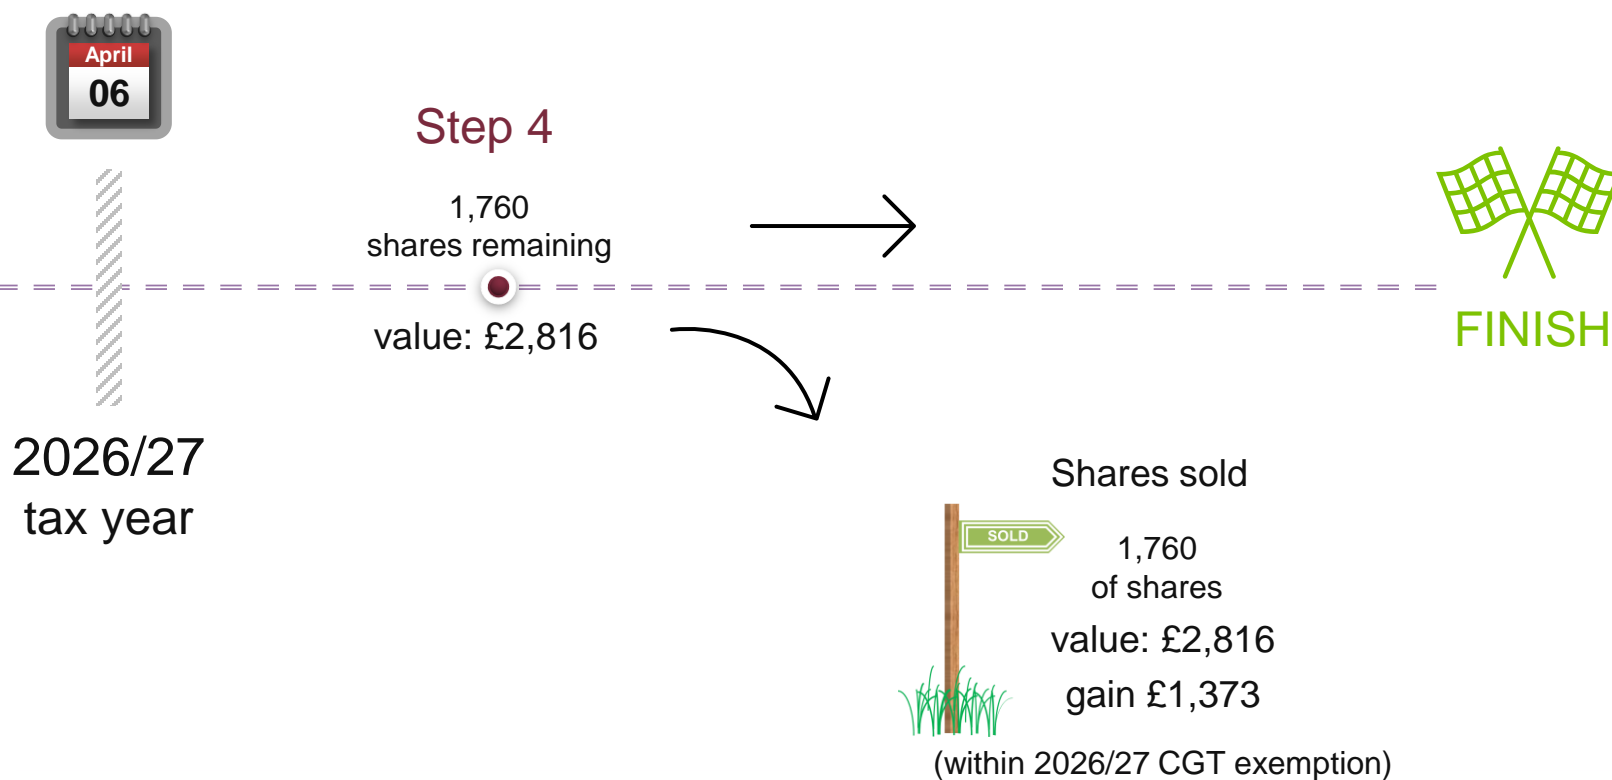 April
06
Step 4
1,760
shares remaining
value: £2,816
FINISH
2026/27
tax year
Shares sold
SOLD
1,760
of shares
value: £2,816
gain £1,373
(within 2026/27 CGT exemption)